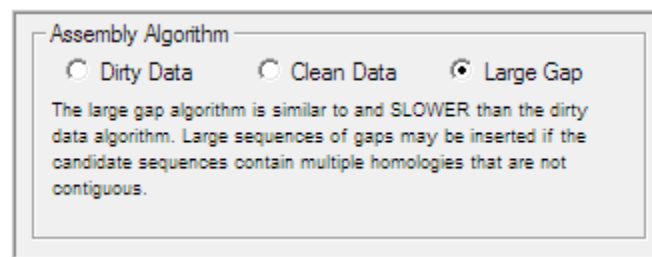 Assembly Algorithm
Dirty Data Clean Data Large Gap
The large gap algorithm is similar to and SLOWER than the dirty
data algorithm. Large sequences of gaps may be inserted if the
candidate sequences contain multiple homologies that are not
contiguous.